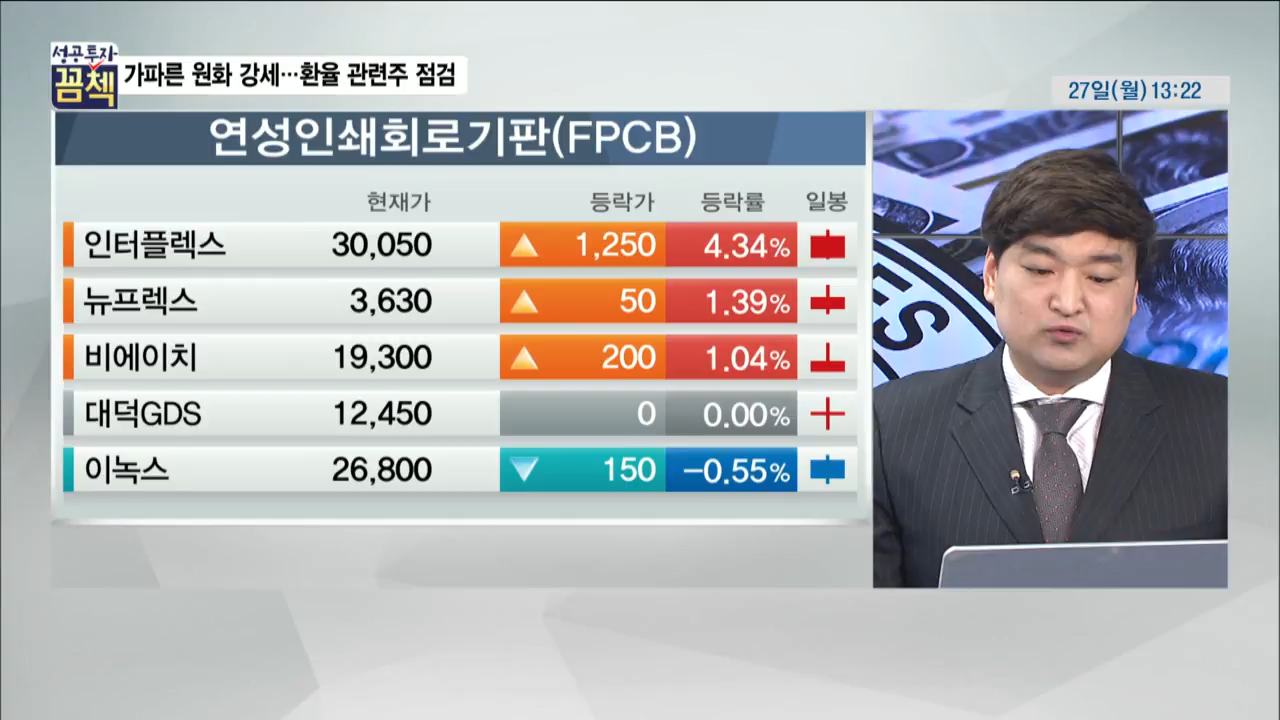 성공투자
꼼첵
가파른 원화 강세…환율 관련주 점검
27일(월) 13:22
연성인쇄회로기판(FPCB)
현재가 등락가 등락률 일봉
인터플렉스 30,050 ▲ 1,250 4.34%
뉴프렉스 3,630 ▲ 50 1.39%
비에이치 19,300 ▲ 200 1.04%
대덕GDS 12,450 0 0.00%
이녹스 26,800 ▼ 150 -0.55%
ES